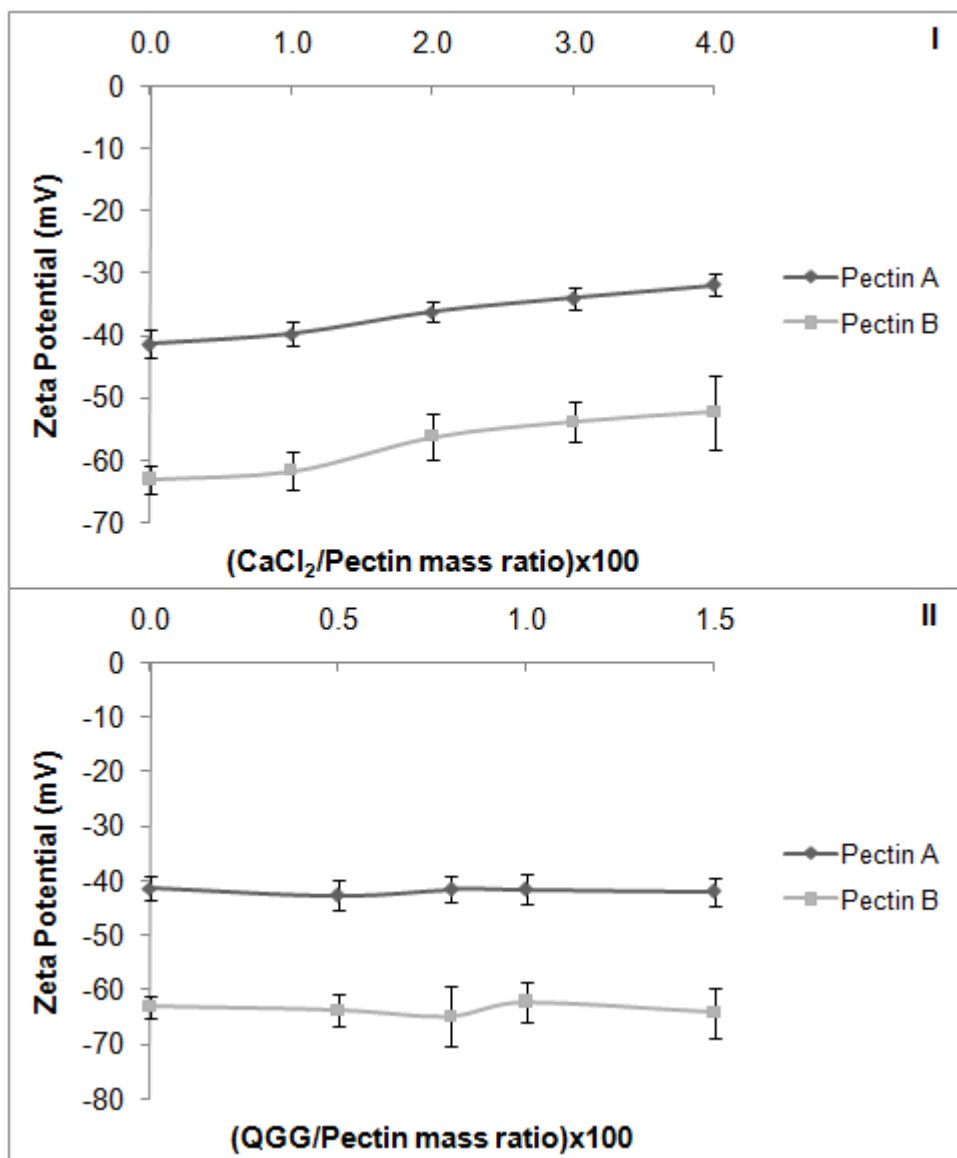 0.0 1.0 2.0 3.0 4.0 I
0
-10
-20
-30
-40
-50
-60
-70
Zeta Potential (mV)
Pectin A
Pectin B
(CaCl₂/Pectin mass ratio)x100
0.0 0.5 1.0 1.5 II
0
-10
-20
-30
-40
-50
-60
-70
-80
Zeta Potential (mV)
Pectin A
Pectin B
(QGG/Pectin mass ratio)x100